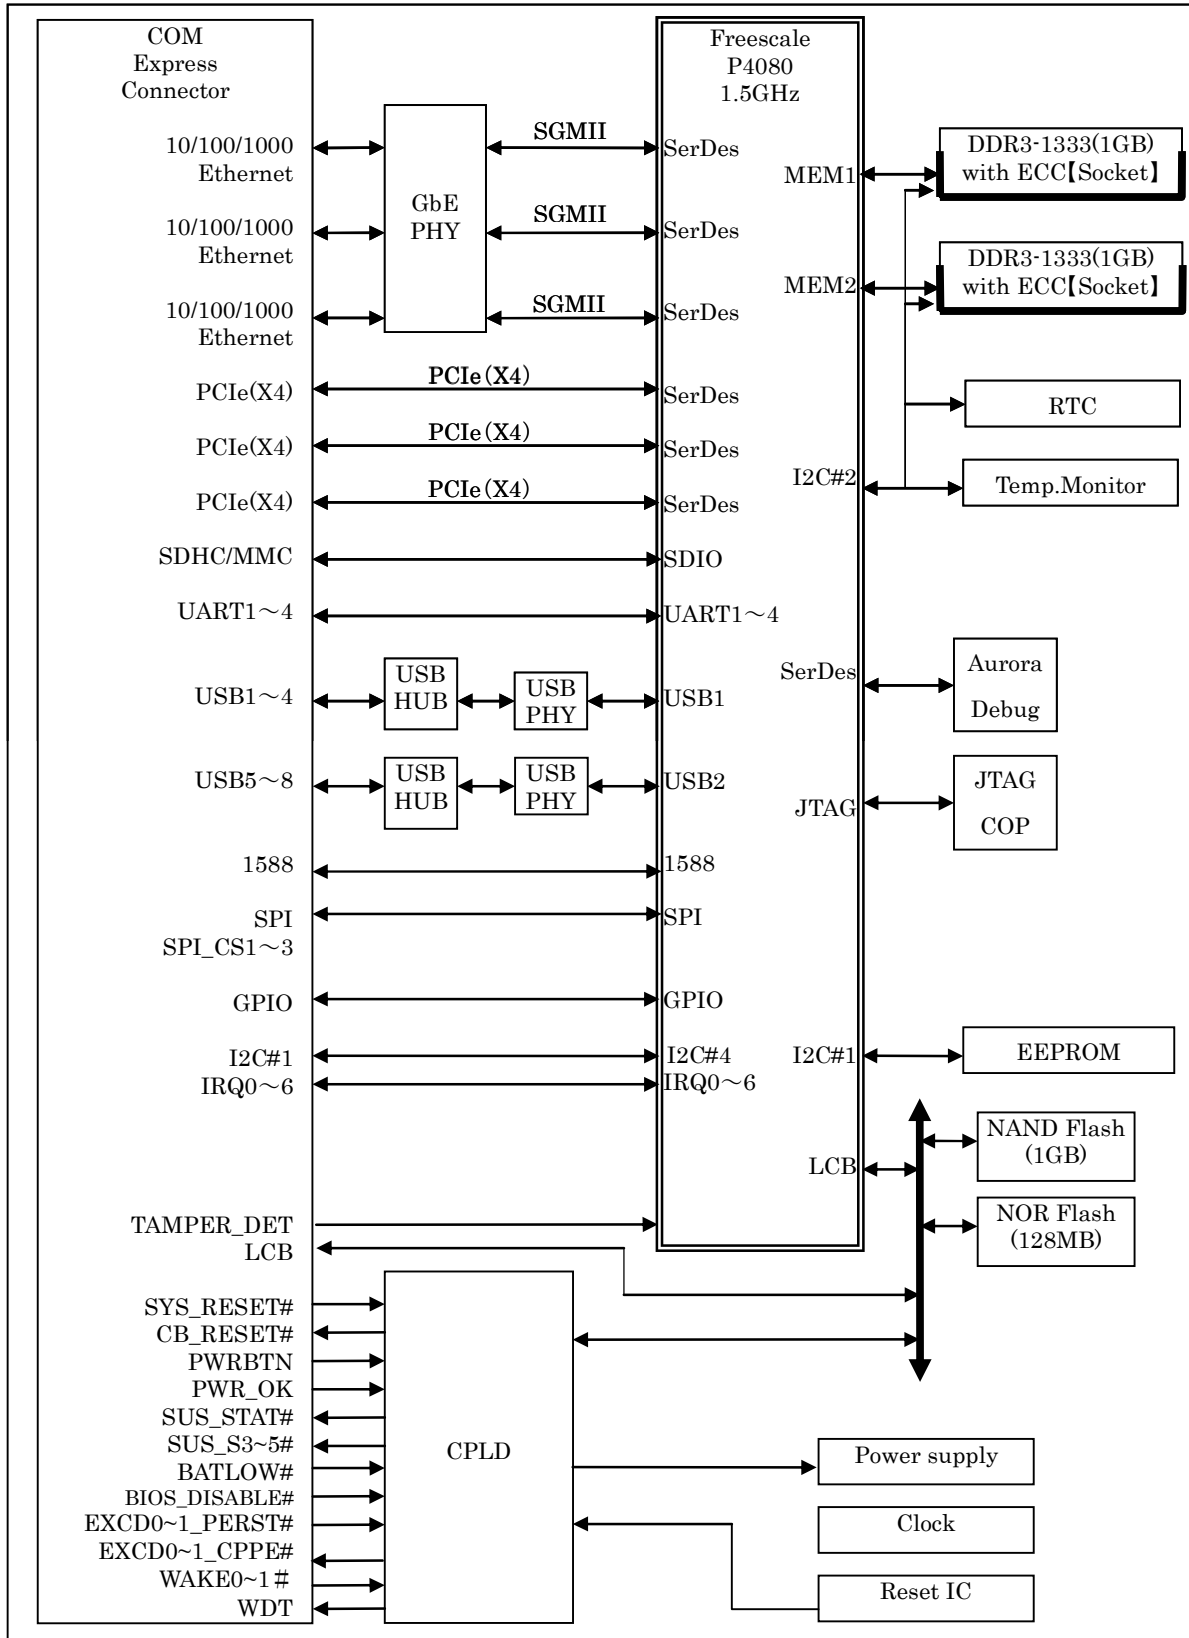 COM
Express
Connector
Freescale
P4080
1.5GHz
10/100/1000
Ethernet
SGMII
SerDes
10/100/1000
Ethernet
GbE
PHY
SGMII
SerDes
10/100/1000
Ethernet
SGMII
SerDes
MEM1
DDR3-1333(1GB)
with ECC【Socket】
MEM2
DDR3-1333(1GB)
with ECC【Socket】
PCIe(X4)
PCIe(X4)
SerDes
RTC
PCIe(X4)
PCIe(X4)
SerDes
PCIe(X4)
PCIe(X4)
SerDes
I2C#2
Temp.Monitor
SDHC/MMC
SDIO
UART1～4
UART1～4
USB1～4
USB
HUB
USB
PHY
USB1
SerDes
Aurora
Debug
USB5～8
USB
HUB
USB
PHY
USB2
JTAG
JTAG
COP
1588
1588
SPI
SPI_CS1～3
SPI
GPIO
GPIO
I2C#1
I2C#4
I2C#1
EEPROM
IRQ0～6
IRQ0～6
LCB
NAND Flash
(1GB)
NOR Flash
(128MB)
TAMPER_DET
LCB
SYS_RESET#
CB_RESET#
PWRBTN
PWR_OK
SUS_STAT#
SUS_S3~5#
BATLOW#
BIOS_DISABLE#
EXCD0~1_PERST#
EXCD0~1_CPPE#
WAKE0~1＃
WDT
CPLD
Power supply
Clock
Reset IC